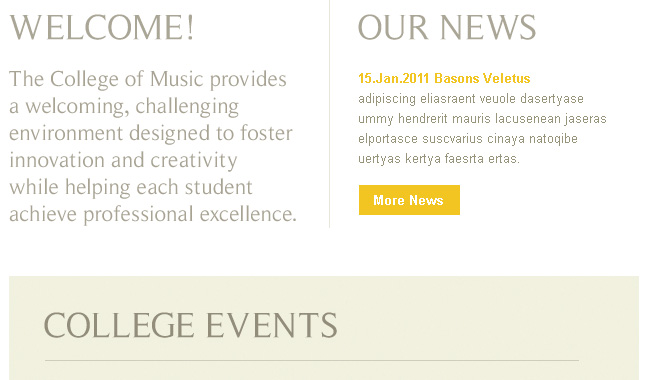 WELCOME!
The College of Music provides
a welcoming, challenging
environment designed to foster
innovation and creativity
while helping each student
achieve professional excellence.
OUR NEWS
15.Jan.2011 Basons Veletus
adipiscing eliasraent veuole dasertyase
ummy hendrerit mauris lacusenean jaseras
elportasce suscvarius cinaya natoqibe
uertyas kertya faesrta ertas.
More News
COLLEGE EVENTS